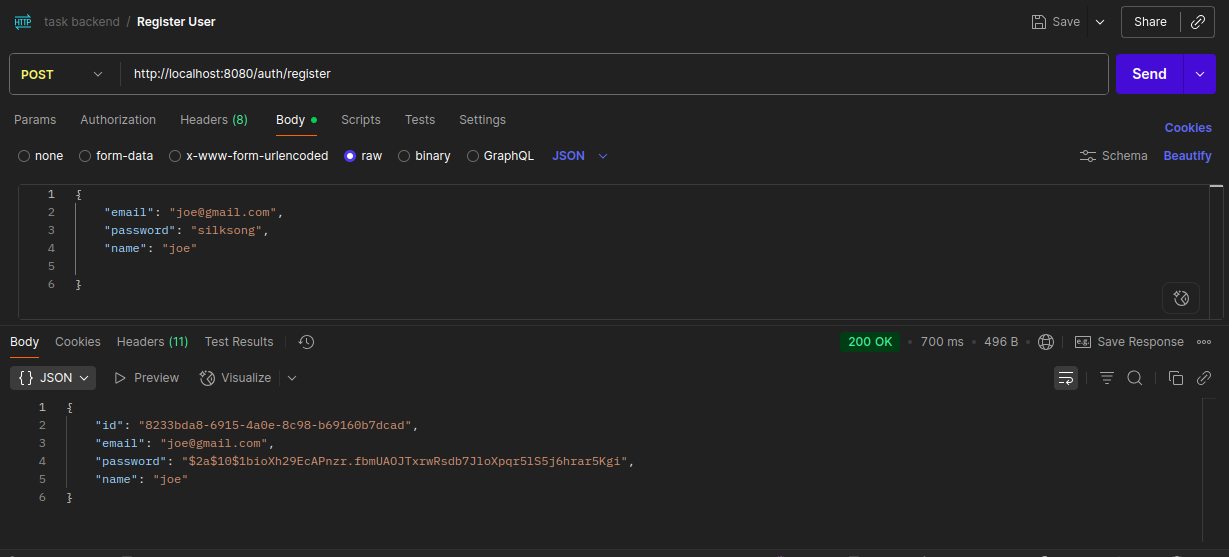 HTTP task backend / Register User Save Share
POST http://localhost:8080/auth/register Send
Params Authorization Headers (8) Body Scripts Tests Settings Cookies
none form-data x-www-form-urlencoded raw binary GraphQL JSON Schema Beautify
1 {
2 "email": "joe@gmail.com",
3 "password": "silksong",
4 "name": "joe"
5
6 }
Body Cookies Headers (11) Test Results 200 OK • 700 ms • 496 B e.g. Save Response
{} JSON Preview Visualize
1 {
2 "id": "8233bda8-6915-4a0e-8c98-b69160b7dcad",
3 "email": "joe@gmail.com",
4 "password": "$2a$10$1bioXh29EcAPnzr.fbmUAOJTxrwRsdb7JloXpqr5lS5j6hrar5Kgi",
5 "name": "joe"
6 }